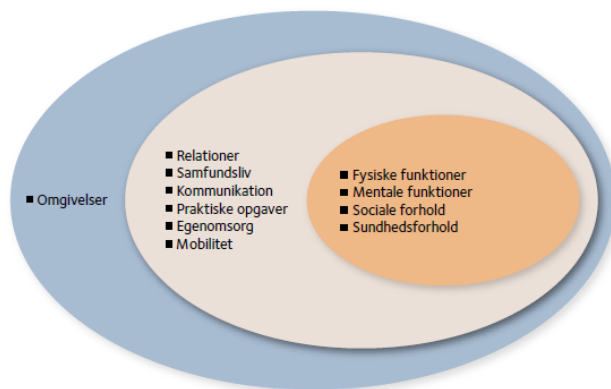 ▪ Omgivelser
▪ Relationer
▪ Samfundsliv
▪ Kommunikation
▪ Praktiske opgaver
▪ Egenomsorg
▪ Mobilitet
▪ Fysiske funktioner
▪ Mentale funktioner
▪ Sociale forhold
▪ Sundhedsforhold